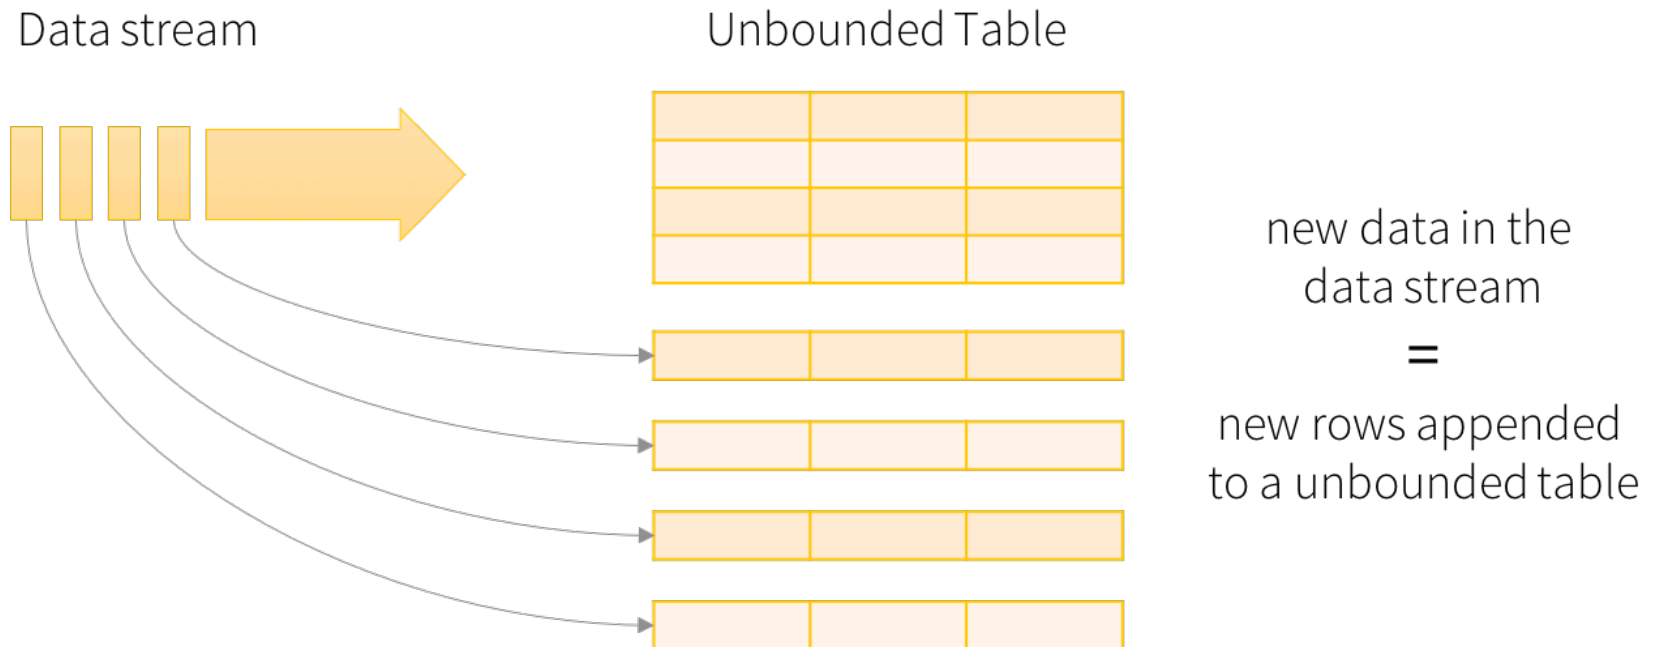 Data stream
Unbounded Table
new data in the
data stream
=
new rows appended
to a unbounded table